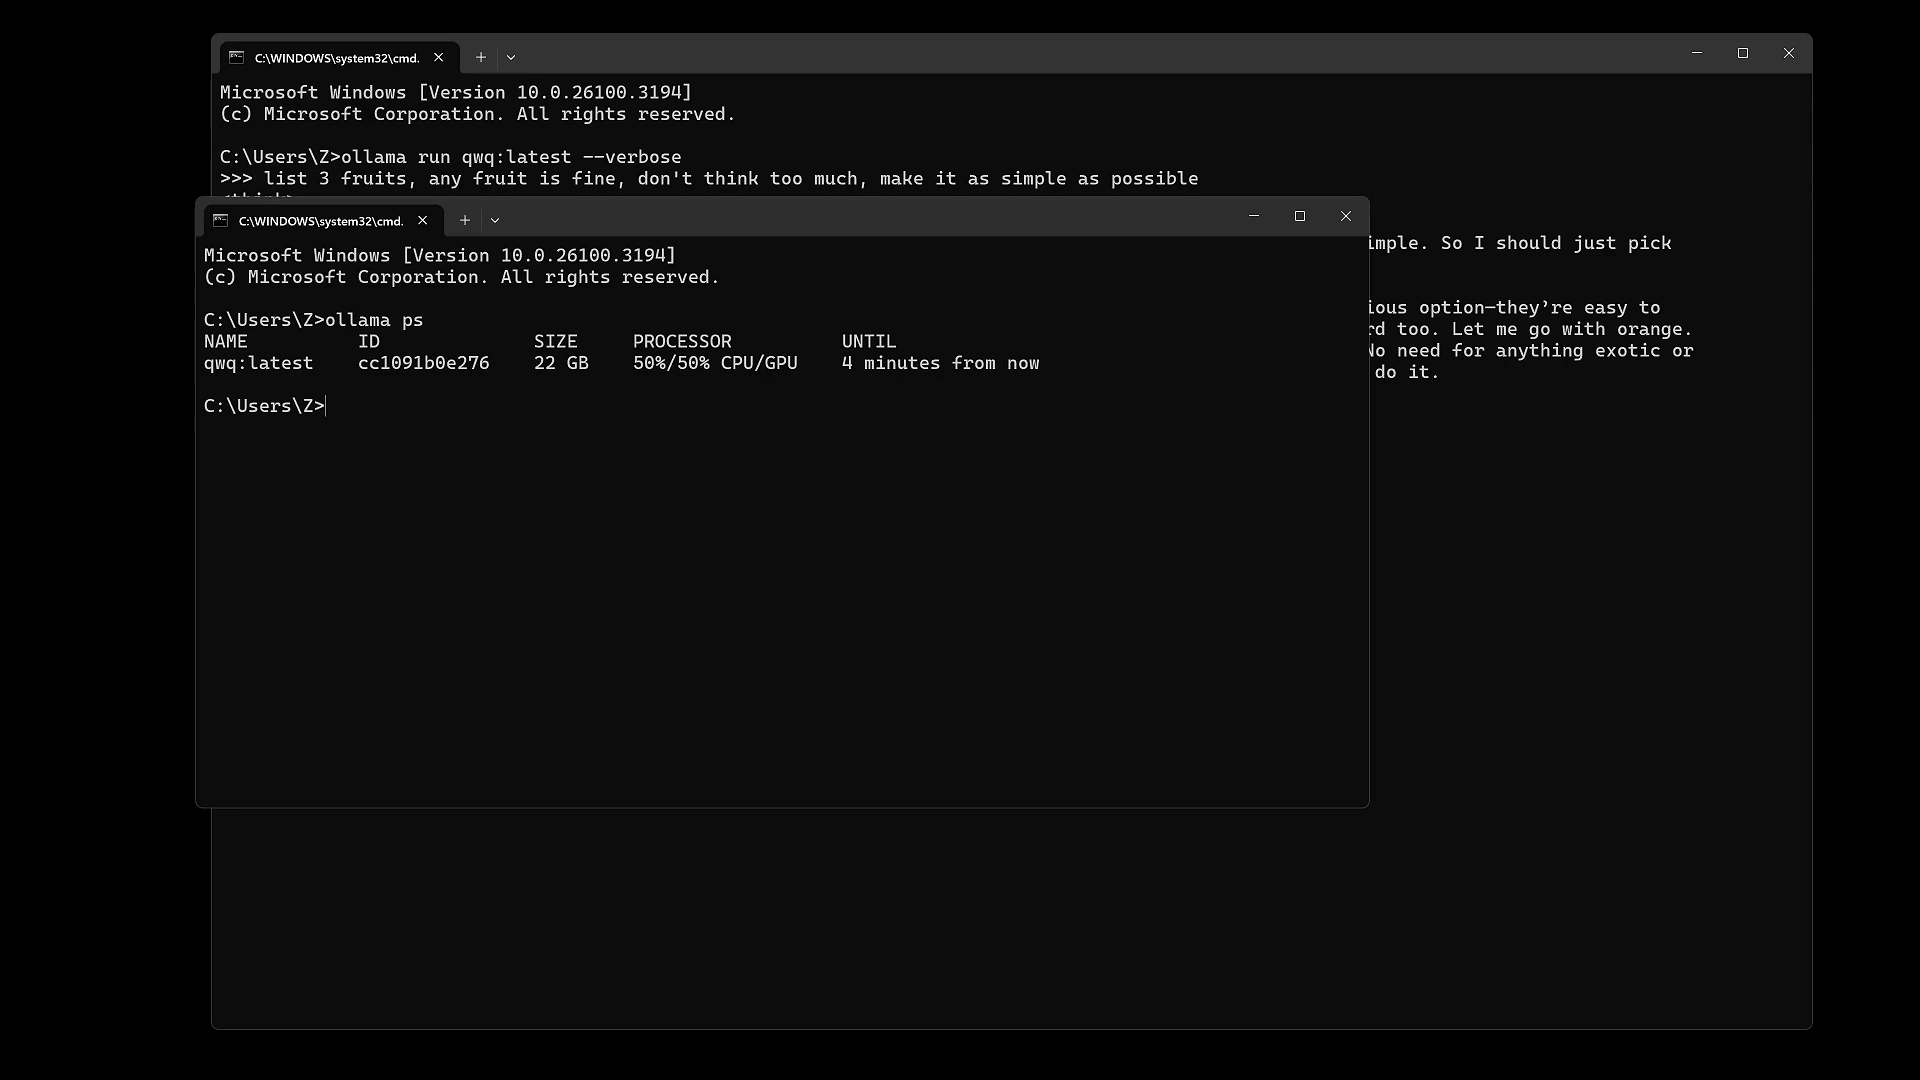 C:\WINDOWS\system32\cmd.
Microsoft Windows [Version 10.0.26100.3194]
(c) Microsoft Corporation. All rights reserved.
C:\Users\Z>ollama run qwq:latest --verbose
>>> list 3 fruits, any fruit is fine, don't think too much, make it as simple as possible
So I should just pick
option—they’re easy to
too. Let me go with orange.
need for anything exotic or
do it.
C:\WINDOWS\system32\cmd.
Microsoft Windows [Version 10.0.26100.3194]
(c) Microsoft Corporation. All rights reserved.
C:\Users\Z>ollama ps
NAME ID SIZE PROCESSOR UNTIL
qwq:latest cc1091b0e276 22 GB 50%/50% CPU/GPU 4 minutes from now
C:\Users\Z>